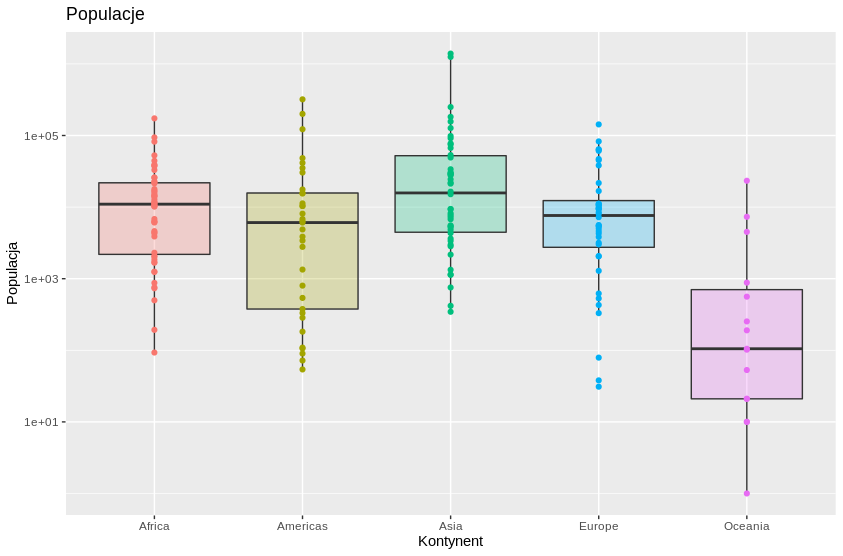 Populacje
Populacja
1e+05
1e+03
1e+01
Africa Americas Asia Europe Oceania
Kontynent